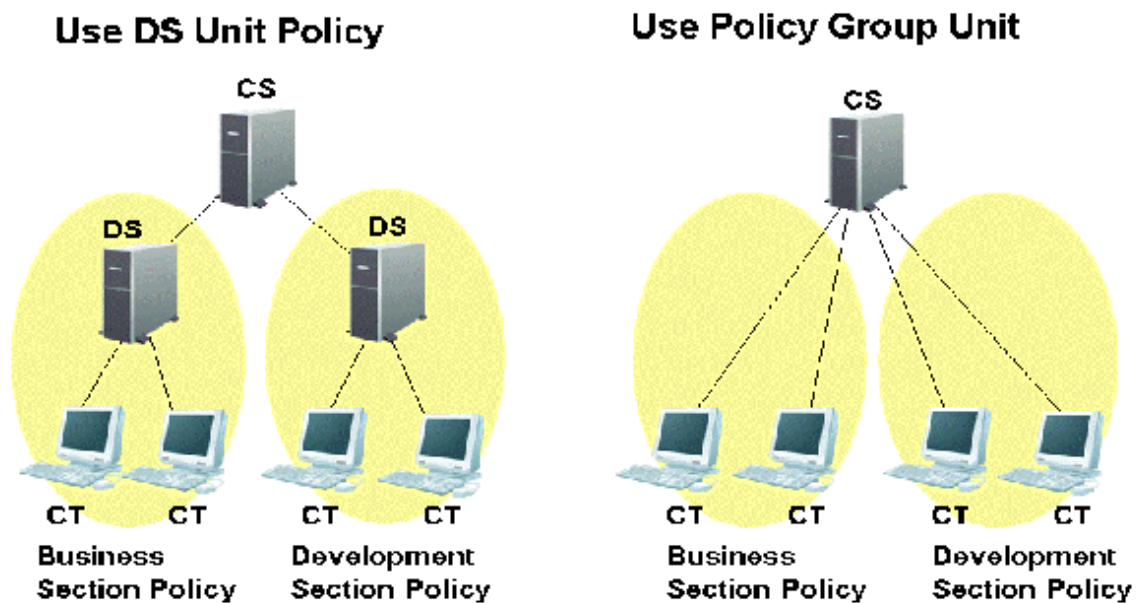 Use DS Unit Policy
CS
DS
DS
CT
CT
CT
CT
Business
Section Policy
Development
Section Policy
Use Policy Group Unit
CS
CT
CT
CT
CT
Business
Section Policy
Development
Section Policy